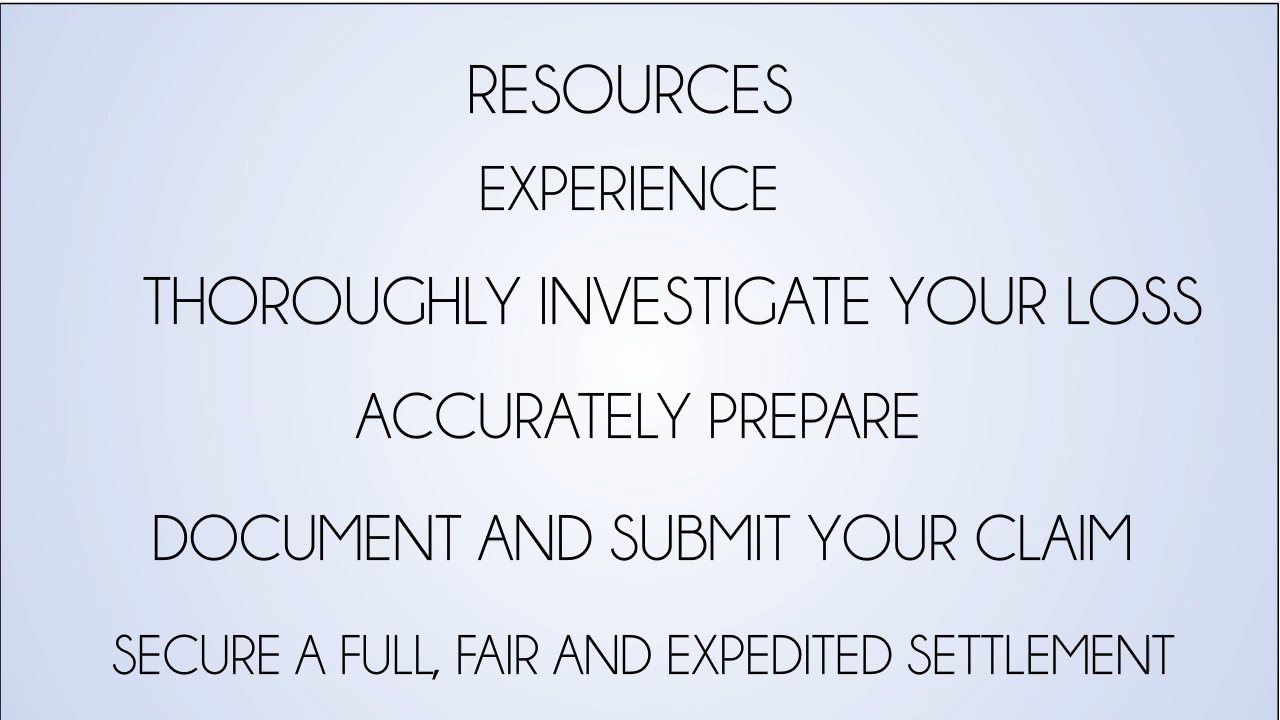 RESOURCES
EXPERIENCE
THOROUGHLY INVESTIGATE YOUR LOSS
ACCURATELY PREPARE
DOCUMENT AND SUBMIT YOUR CLAIM
SECURE A FULL, FAIR AND EXPEDITED SETTLEMENT